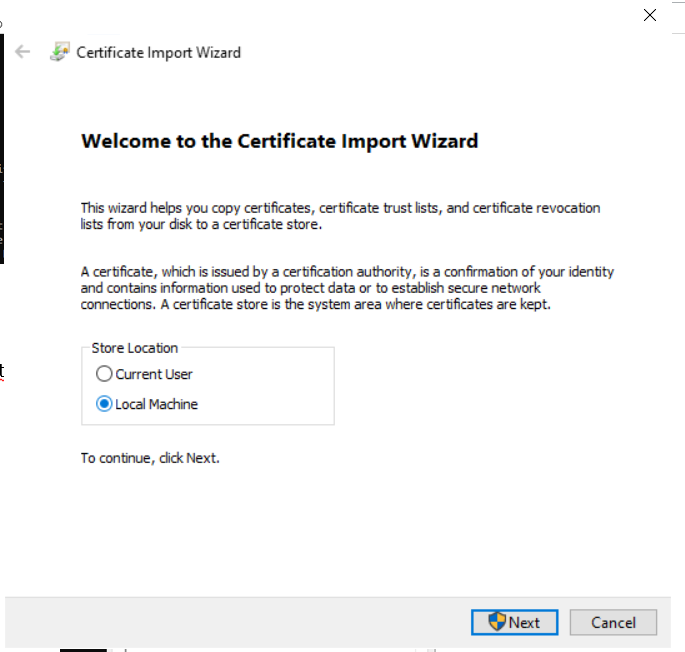 Certificate Import Wizard
Welcome to the Certificate Import Wizard
This wizard helps you copy certificates, certificate trust lists, and certificate revocation
lists from your disk to a certificate store.
A certificate, which is issued by a certification authority, is a confirmation of your identity
and contains information used to protect data or to establish secure network
connections. A certificate store is the system area where certificates are kept.
Store Location
Current User
Local Machine
To continue, click Next.
Next
Cancel